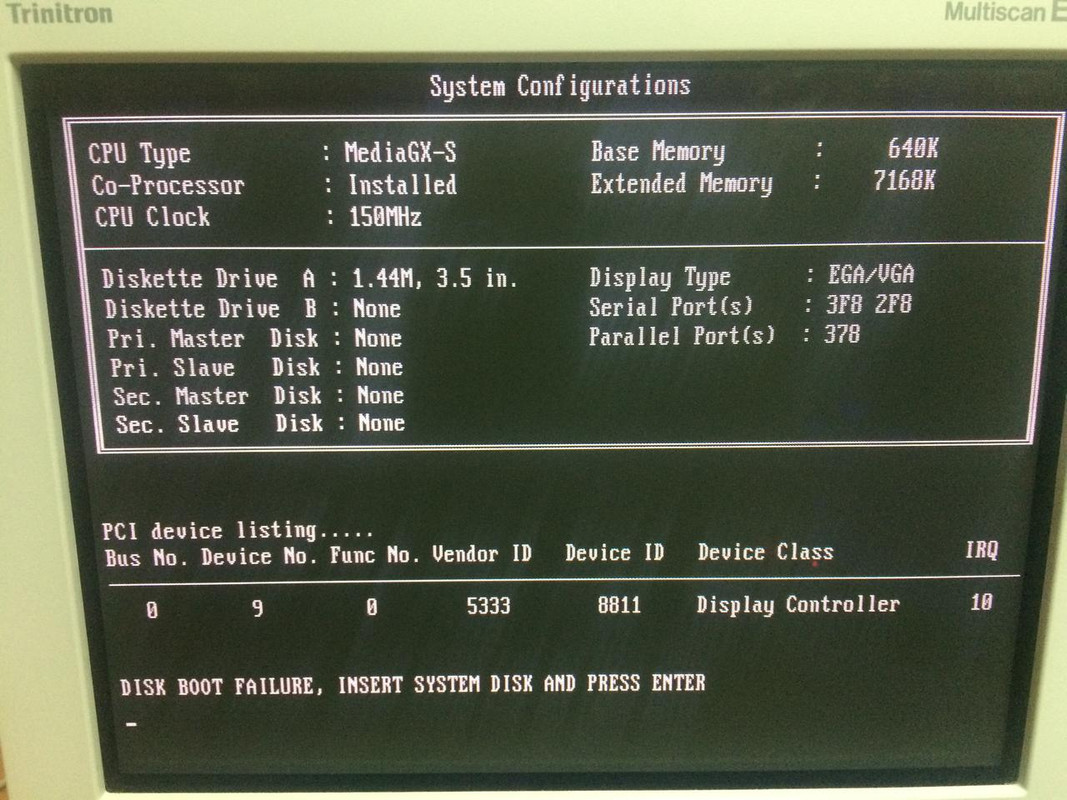 Trinitron Multiscan E
System Configurations
CPU Type : MediaGX-S Base Memory : 640K
Co-Processor : Installed Extended Memory : 7168K
CPU Clock : 150MHz
Diskette Drive A : 1.44M, 3.5 in. Display Type : EGA/VGA
Diskette Drive B : None Serial Port(s) : 3F8 2F8
Pri. Master Disk : None Parallel Port(s) : 378
Pri. Slave Disk : None
Sec. Master Disk : None
Sec. Slave Disk : None
PCI device listing.....
Bus No. Device No. Func No. Vendor ID Device ID Device Class IRQ
0 9 0 5333 8811 Display Controller 10
DISK BOOT FAILURE, INSERT SYSTEM DISK AND PRESS ENTER
_